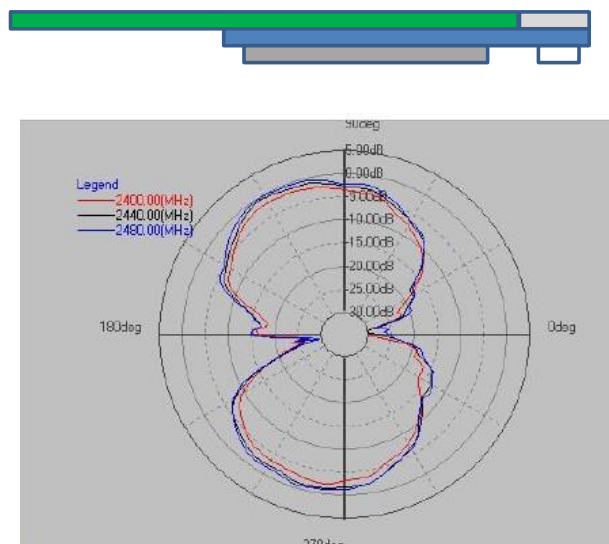 90deg
5.00dB
0.00dB
-5.00dB
-10.00dB
-15.00dB
-20.00dB
-25.00dB
-30.00dB
Legend
2400.00(MHz)
2440.00(MHz)
2480.00(MHz)
180deg
0deg
270deg